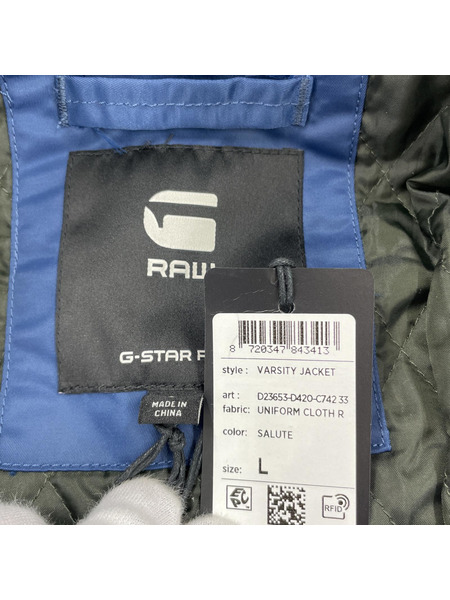 RAW
G-STAR R
MADE IN
CHINA
8 720347 843413
style : VARSITY JACKET
art : D23653-D420-C742 33
fabric: UNIFORM CLOTH R
color: SALUTE
size: L
RFID